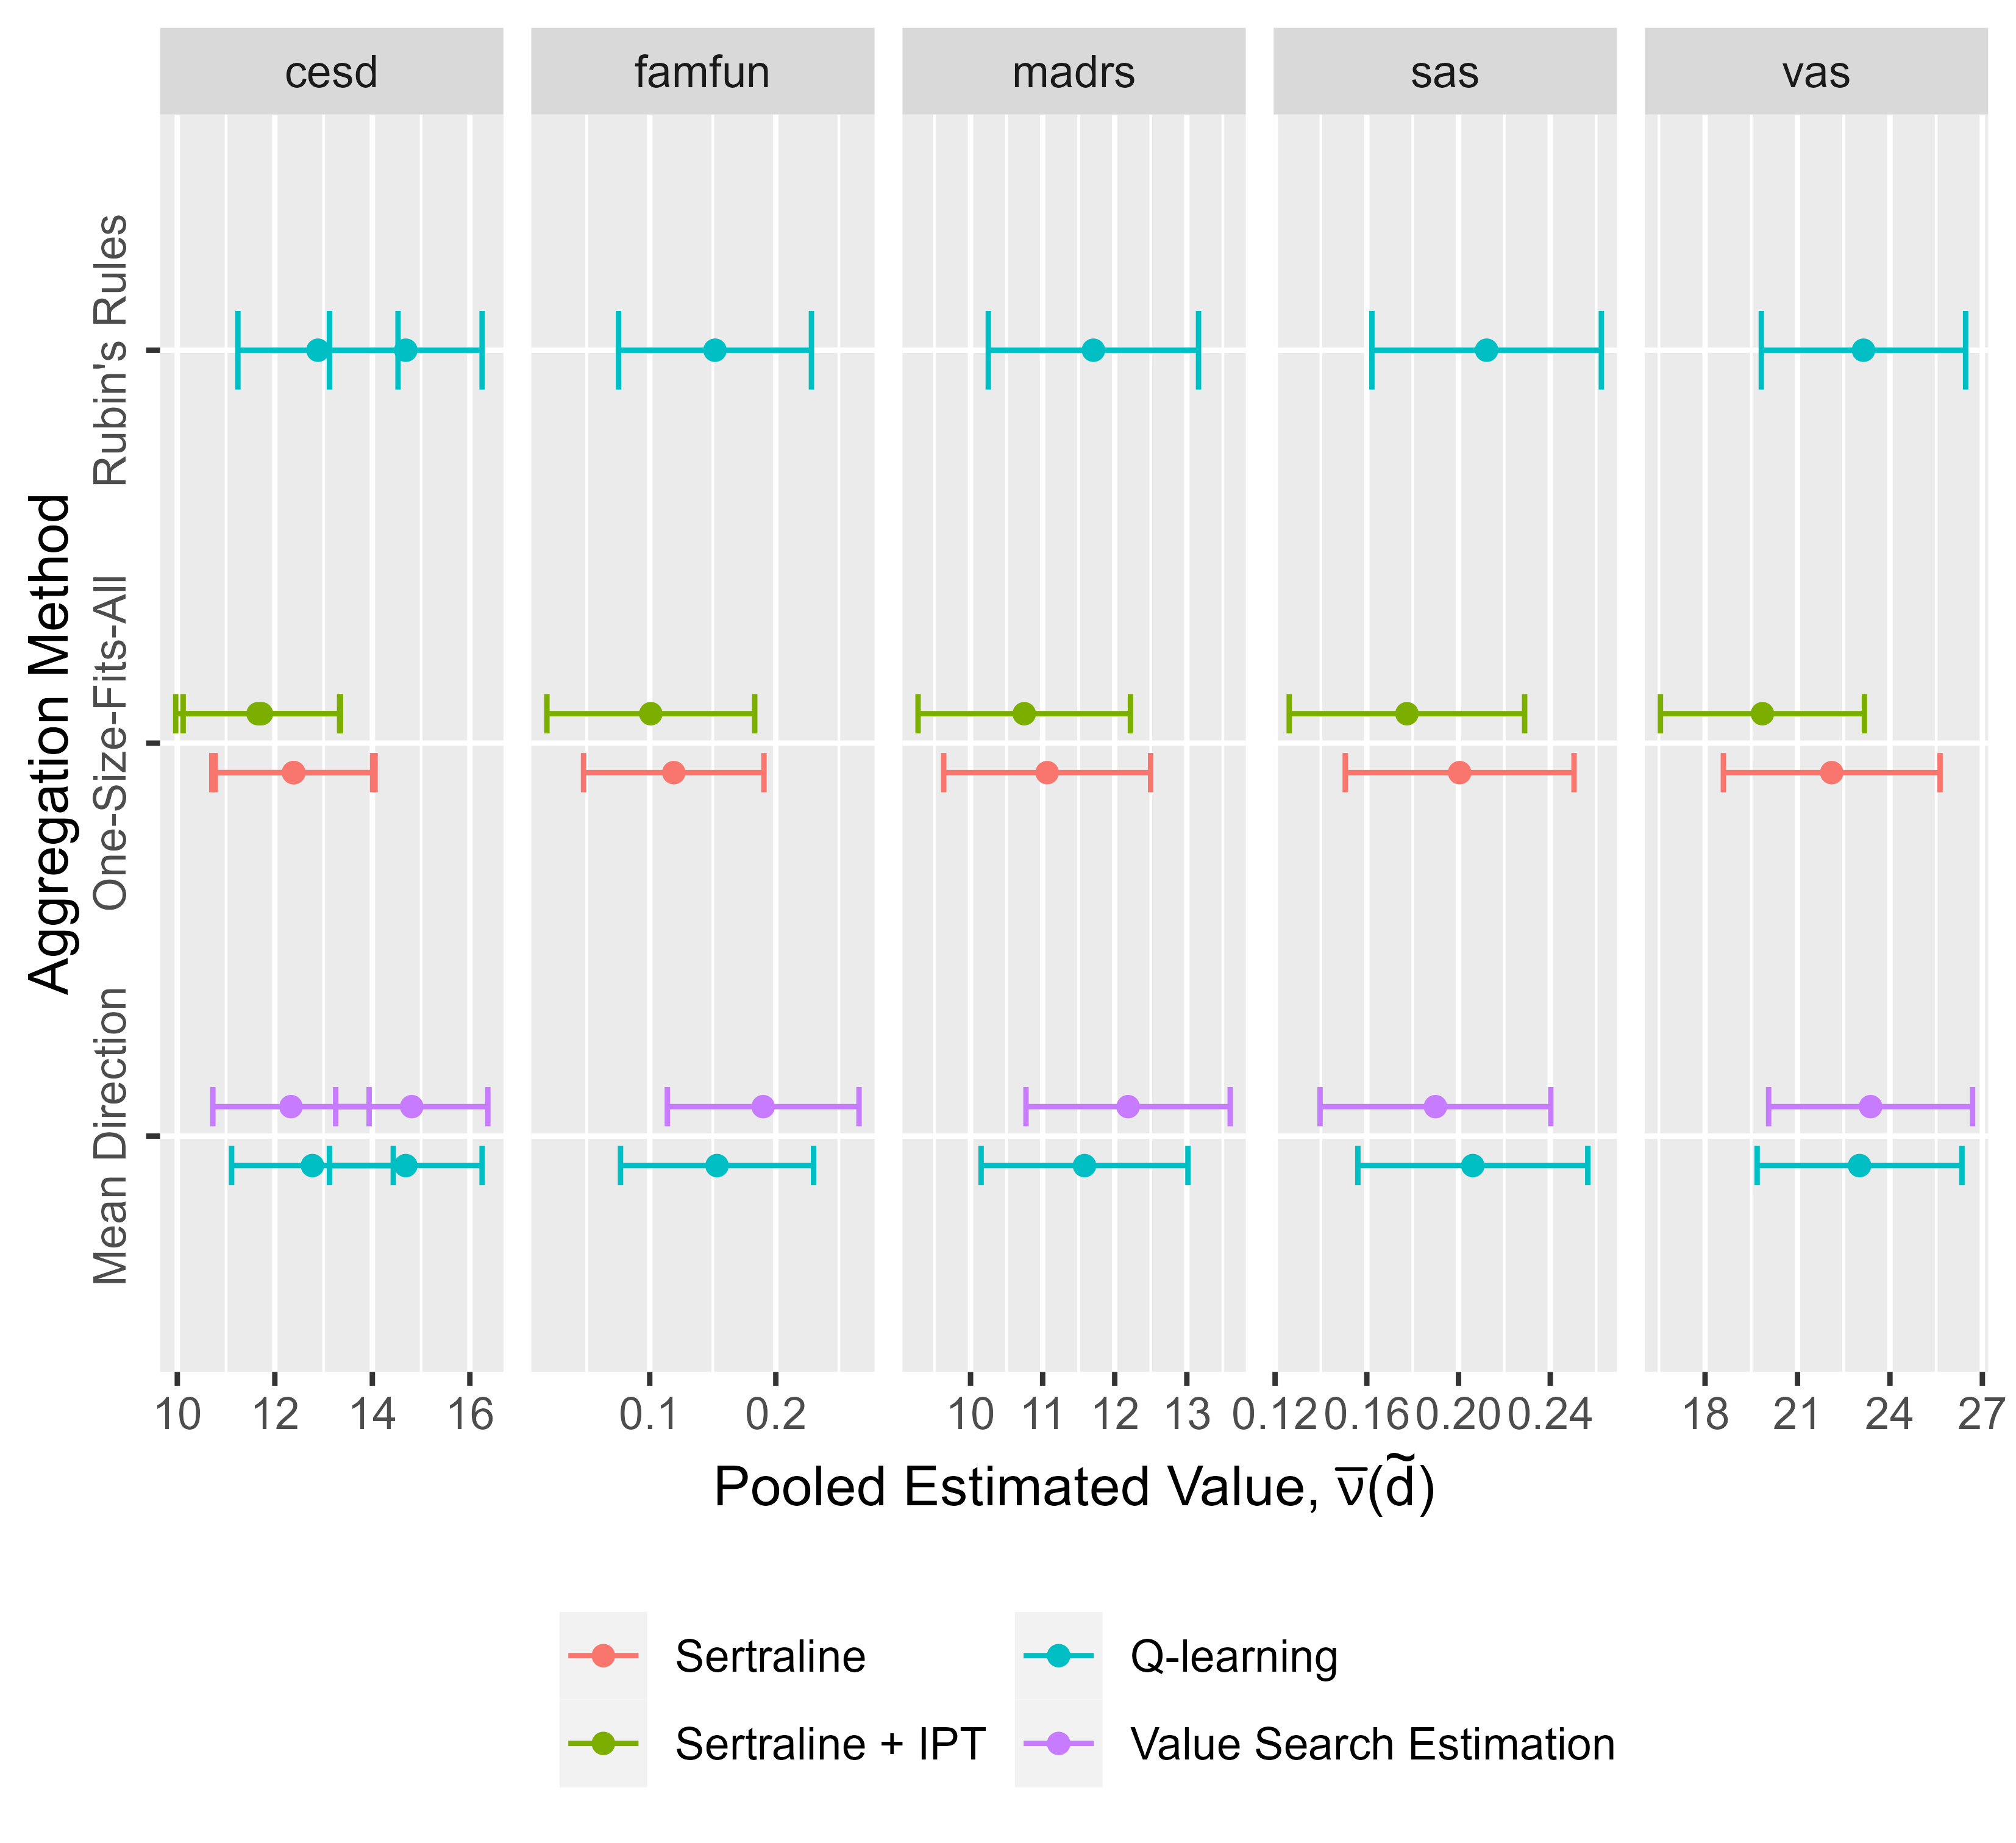 cesd famfun madrs sas vas
Aggregation Method
Rubin's Rules
One-Size-Fits-All
Mean Direction
10 12 14 16 0.1 0.2 10 11 12 13 0.12 0.16 0.20 0.24 18 21 24 27
Pooled Estimated Value, ν̅(d̃)
Sertraline Q-learning
Sertraline + IPT Value Search Estimation